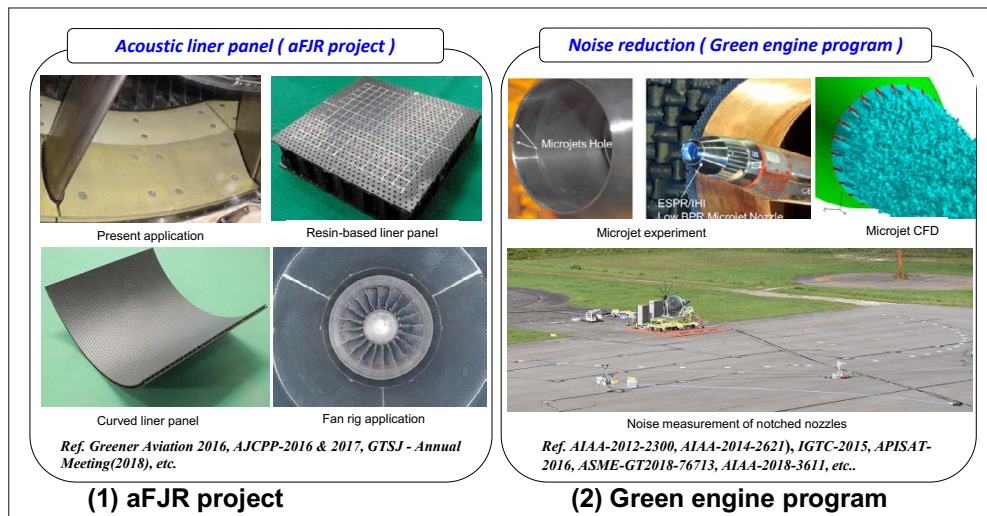 Acoustic liner panel ( aFJR project )
Present application
Resin-based liner panel
Curved liner panel
Fan rig application
Ref. Greener Aviation 2016, AJCPP-2016 & 2017, GTSJ - Annual
Meeting(2018), etc.
(1) aFJR project
Noise reduction ( Green engine program )
Microjets Hole
ESPR/IHI
Low BPR Microjet Nozzle
Microjet experiment
Microjet CFD
Noise measurement of notched nozzles
Ref. AIAA-2012-2300, AIAA-2014-2621), IGTC-2015, APISAT-
2016, ASME-GT2018-76713, AIAA-2018-3611, etc..
(2) Green engine program